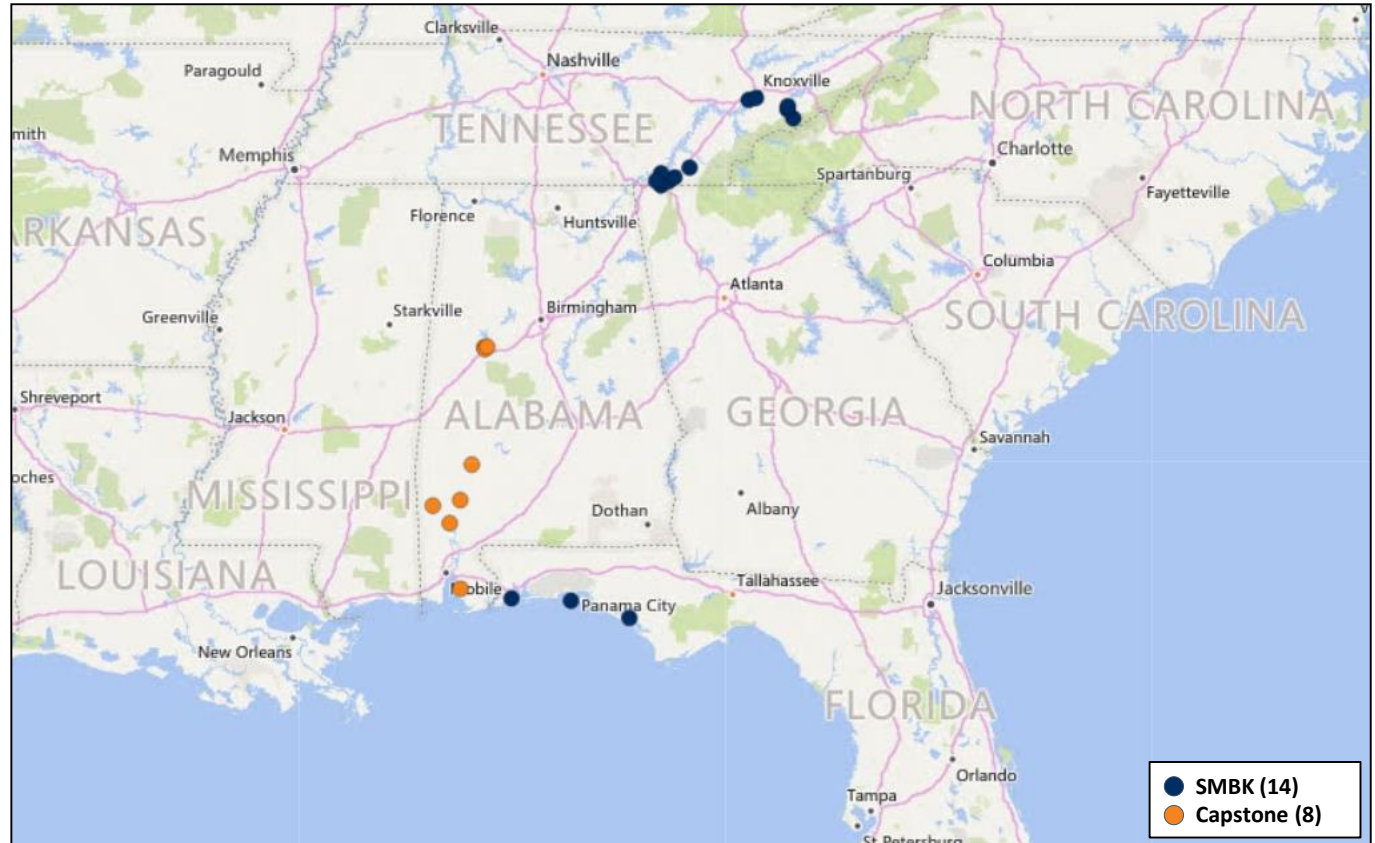 Clarksville
Nashville
Paragould
Knoxville
NORTH CAROLINA
TENNESSEE
mith
Memphis
Charlotte
Spartanburg
Fayetteville
Florence
Huntsville
RKANSAS
Columbia
Atlanta
Starkville
Birmingham
Greenville
SOUTH CAROLINA
Shreveport
Jackson
ALABAMA
GEORGIA
Savannah
oches
MISSISSIPPI
Dothan
Albany
LOUISIANA
Tallahassee
Mobile
Jacksonville
Panama City
New Orleans
FLORIDA
Orlando
Tampa
St. Petersburg
SMBK (14)
Capstone (8)